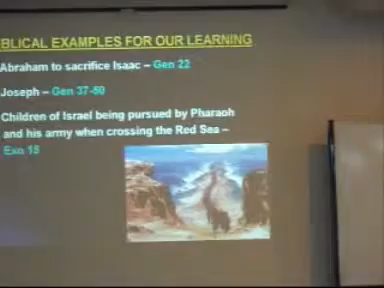 BLICAL EXAMPLES FOR OUR LEARNING
Abraham to sacrifice Isaac – Gen 22
Joseph – Gen 37-50
Children of Israel being pursued by Pharaoh
and his army when crossing the Red Sea –
Exo 15